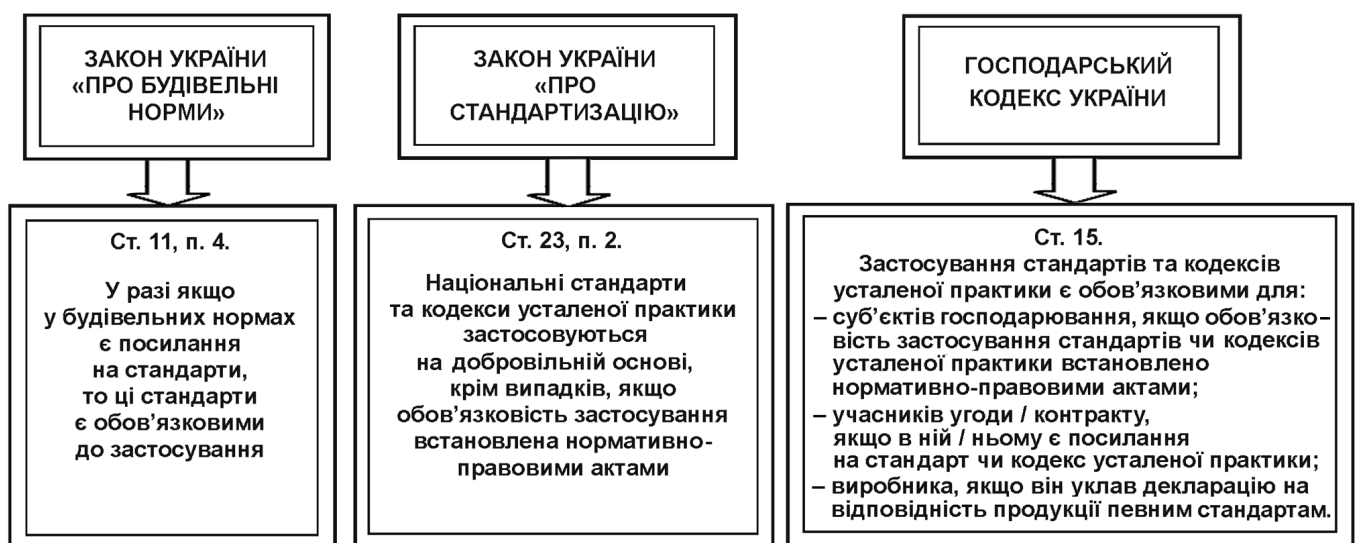 ЗАКОН УКРАЇНИ
«ПРО БУДІВЕЛЬНІ
НОРМИ»
Ст. 11, п. 4.
У разі якщо
у будівельних нормах
є посилання
на стандарти,
то ці стандарти
є обов’язковими
до застосування
ЗАКОН УКРАЇНИ
«ПРО
СТАНДАРТИЗАЦІЮ»
Ст. 23, п. 2.
Національні стандарти
та кодекси усталеної практики
застосовуються
на добровільній основі,
крім випадків, якщо
обов’язковість застосування
встановлена нормативно-
правовими актами
ГОСПОДАРСЬКИЙ
КОДЕКС УКРАЇНИ
Ст. 15.
Застосування стандартів та кодексів
усталеної практики є обов’язковими для:
– суб’єктів господарювання, якщо обов’язко–
вість застосування стандартів чи кодексів
усталеної практики встановлено
нормативно-правовими актами;
– учасників угоди / контракту,
якщо в ній / ньому є посилання
на стандарт чи кодекс усталеної практики;
– виробника, якщо він уклав декларацію на
відповідність продукції певним стандартам.